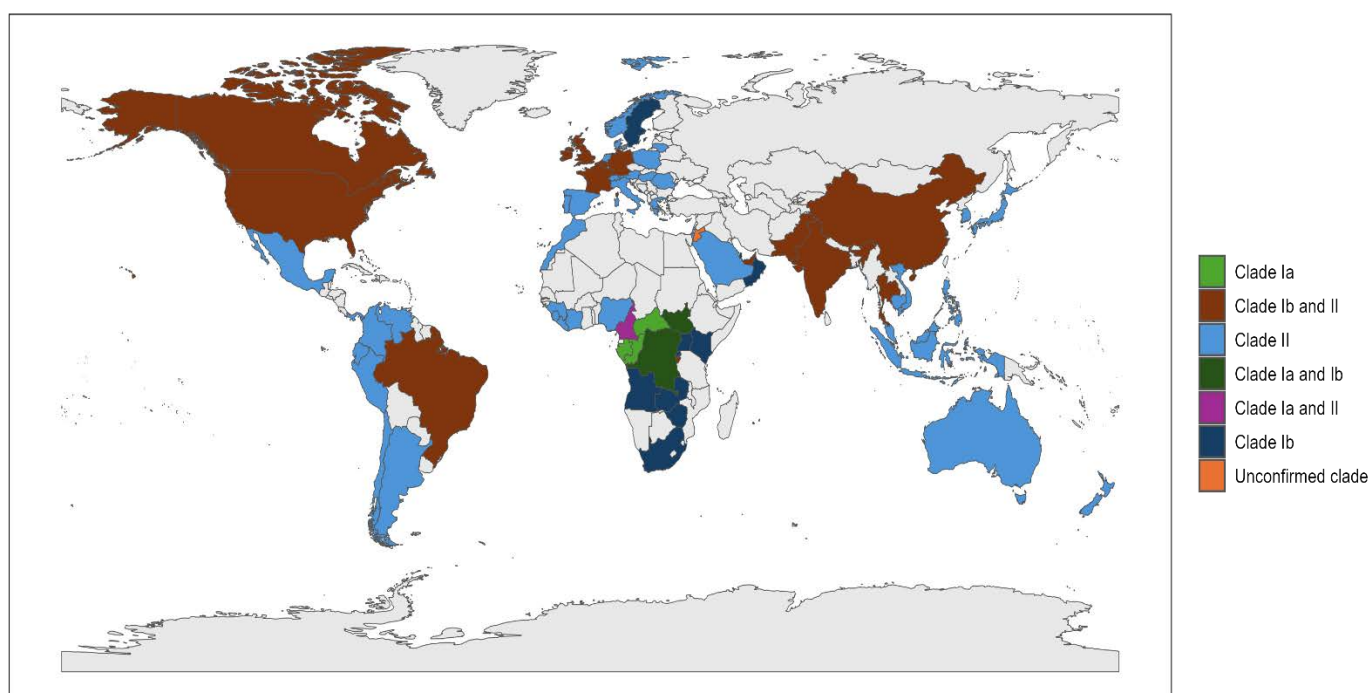 Clade Ia
Clade Ib and II
Clade II
Clade Ia and Ib
Clade Ia and II
Clade Ib
Unconfirmed clade